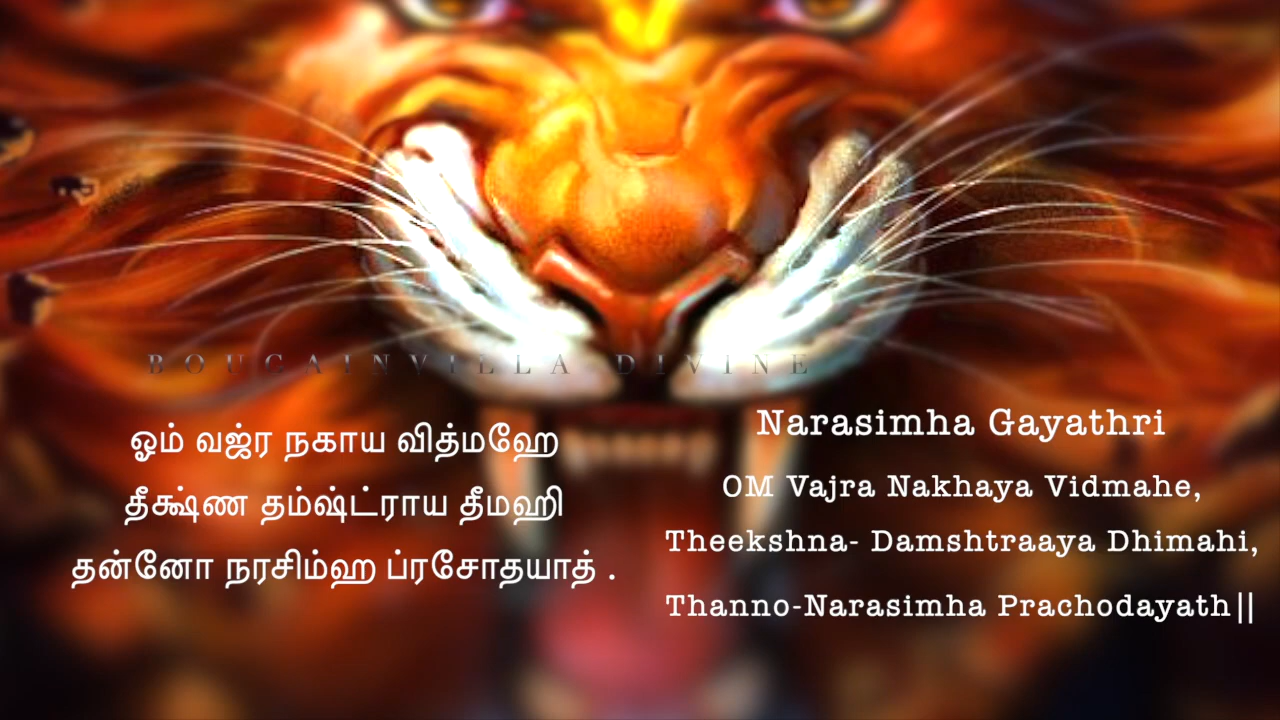 BOUGAINVILLA DIVINE
ஓம் வஜ்ர நகாய வித்மஹே
தீக்ஷ்ண தம்ஷ்ட்ராய தீமஹி
தன்னோ நரசிம்ஹ ப்ரசோதயாத் .
Narasimha Gayathri
OM Vajra Nakhaya Vidmahe,
Theekshna- Damshtraaya Dhimahi,
Thanno-Narasimha Prachodayath||